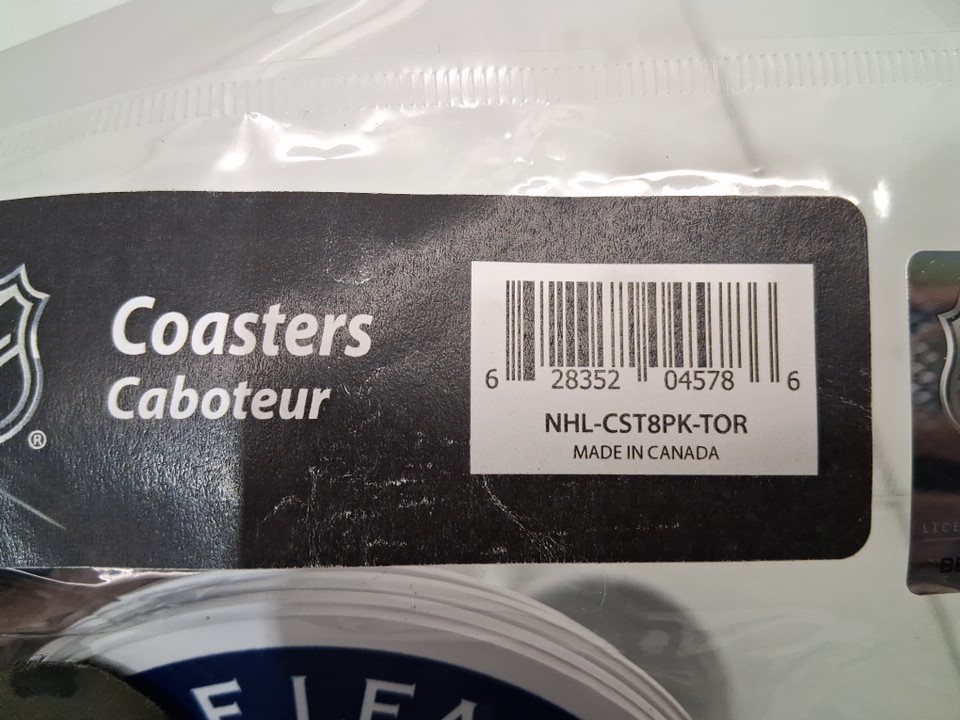 Coasters
Caboteur
®
6 28352 04578 6
NHL-CST8PK-TOR
MADE IN CANADA